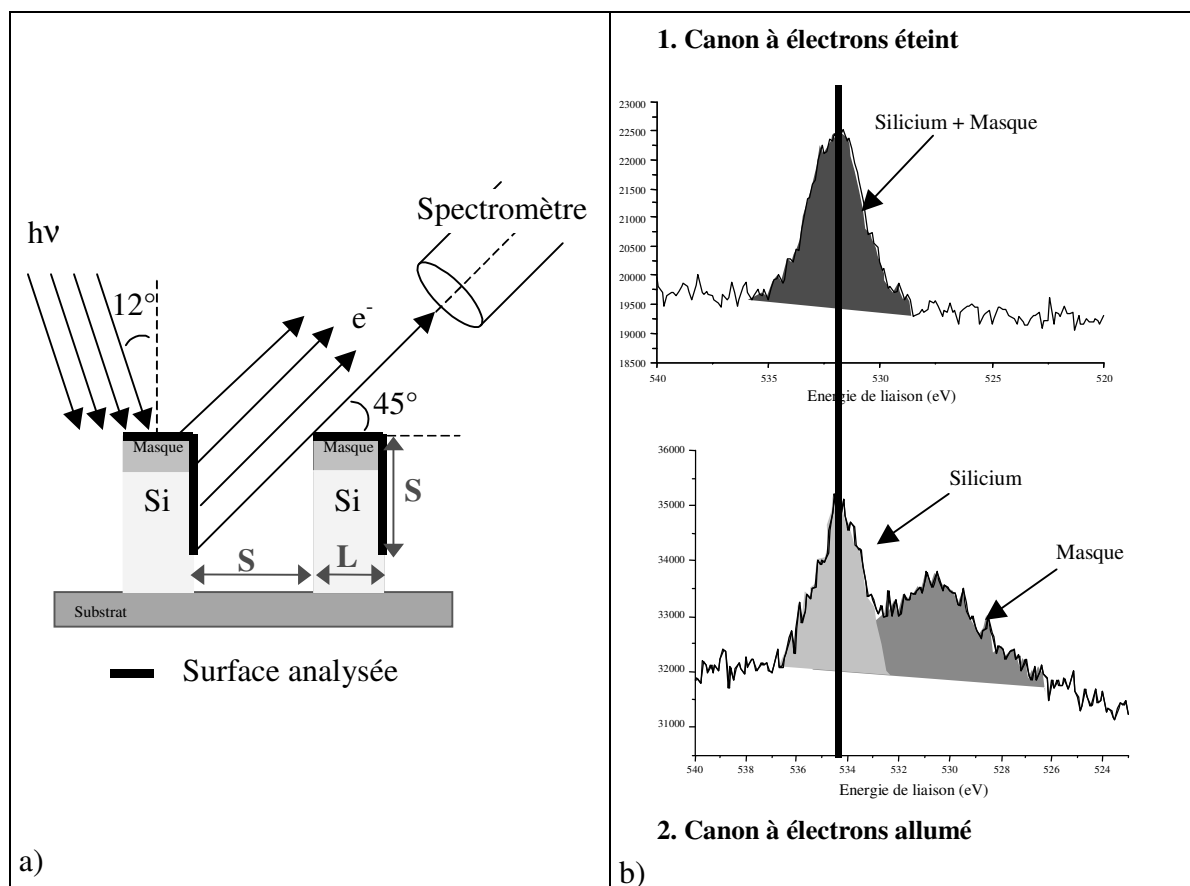 hν
12°
Spectromètre
e-
45°
Masque
Masque
Si
Si
S
S
L
Substrat
Surface analysée
a)
1. Canon à électrons éteint
23000
22500
22000
21500
21000
20500
20000
19500
19000
18500
Silicium + Masque
540
535
530
525
520
Energie de liaison (eV)
36000
35000
34000
33000
32000
31000
Silicium
Masque
540
538
536
534
532
530
528
526
524
Energie de liaison (eV)
2. Canon à électrons allumé
b)